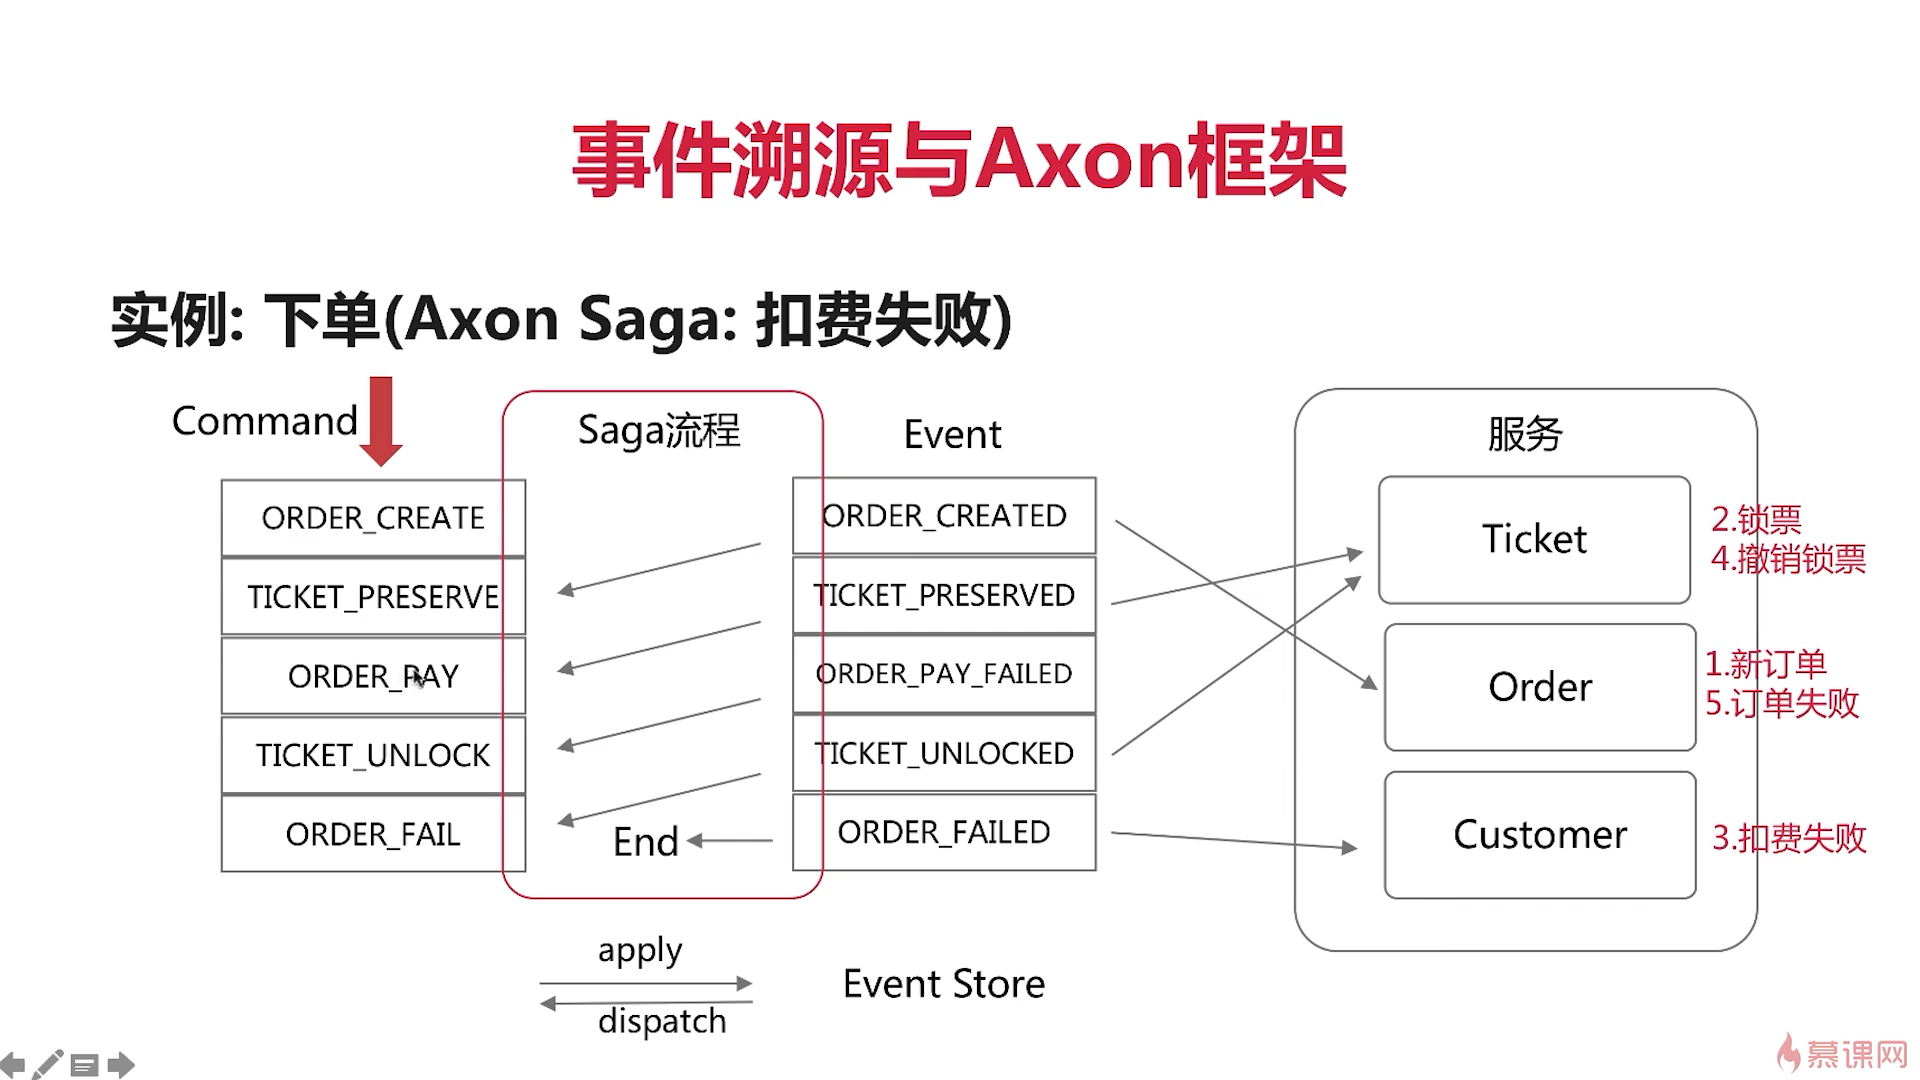 事件溯源与Axon框架
实例: 下单(Axon Saga: 扣费失败)
Command
Saga流程
Event
服务
ORDER_CREATE
TICKET_PRESERVE
ORDER_PAY
TICKET_UNLOCK
ORDER_FAIL
End
ORDER_CREATED
TICKET_PRESERVED
ORDER_PAY_FAILED
TICKET_UNLOCKED
ORDER_FAILED
Ticket
2.锁票
4.撤销锁票
Order
1.新订单
5.订单失败
Customer
3.扣费失败
apply
dispatch
Event Store
慕课网